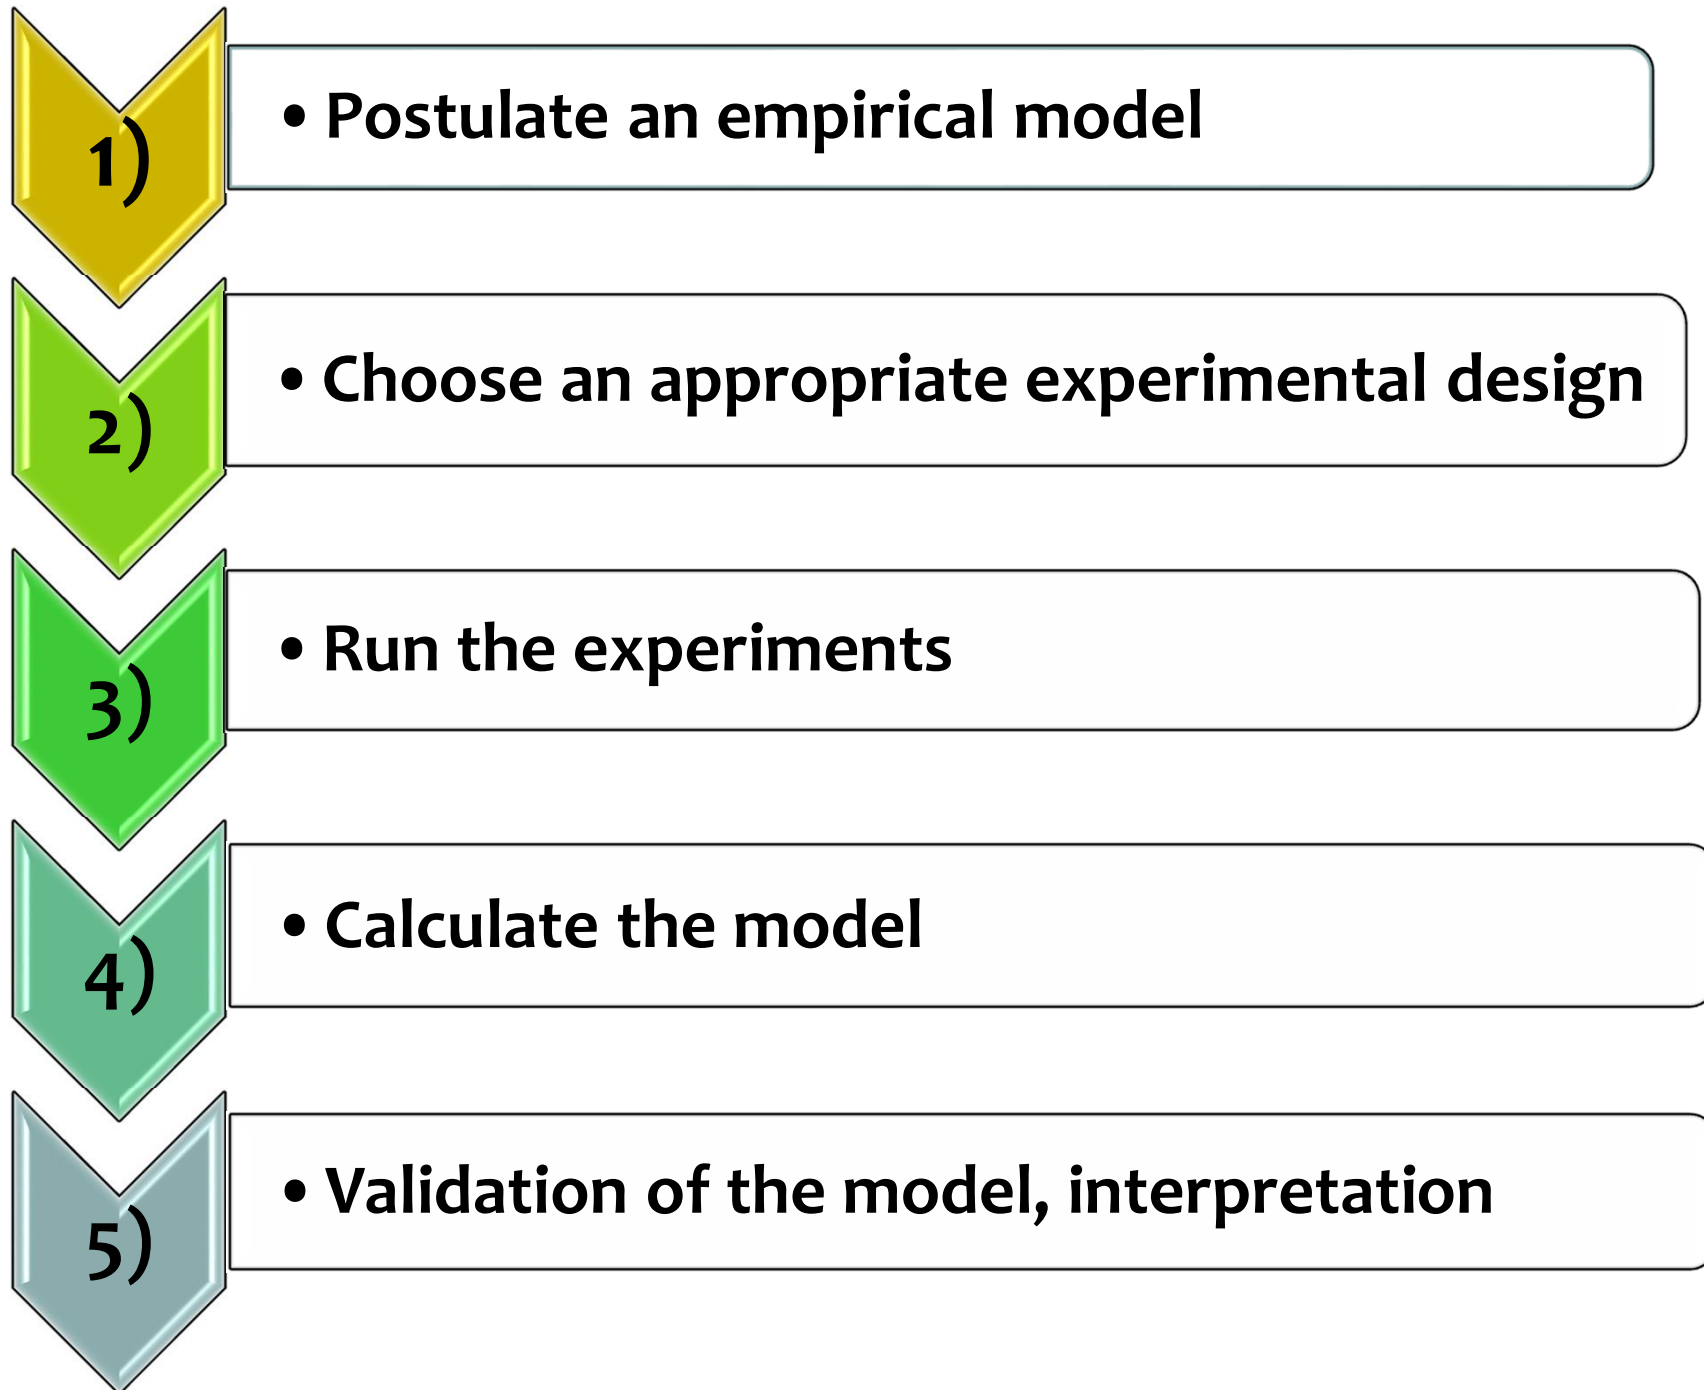 1)
• Postulate an empirical model
2)
• Choose an appropriate experimental design
3)
• Run the experiments
4)
• Calculate the model
5)
• Validation of the model, interpretation